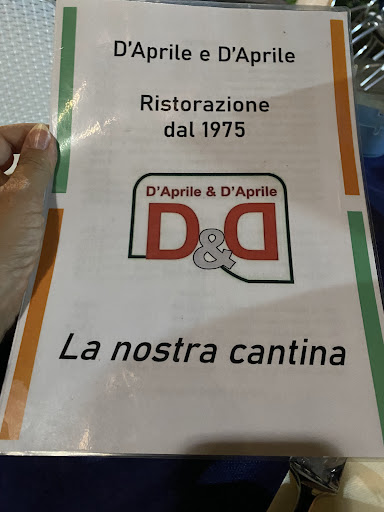 D'Aprile e D'Aprile
Ristorazione
dal 1975
D'Aprile & D'Aprile
D&D
La nostra cantina